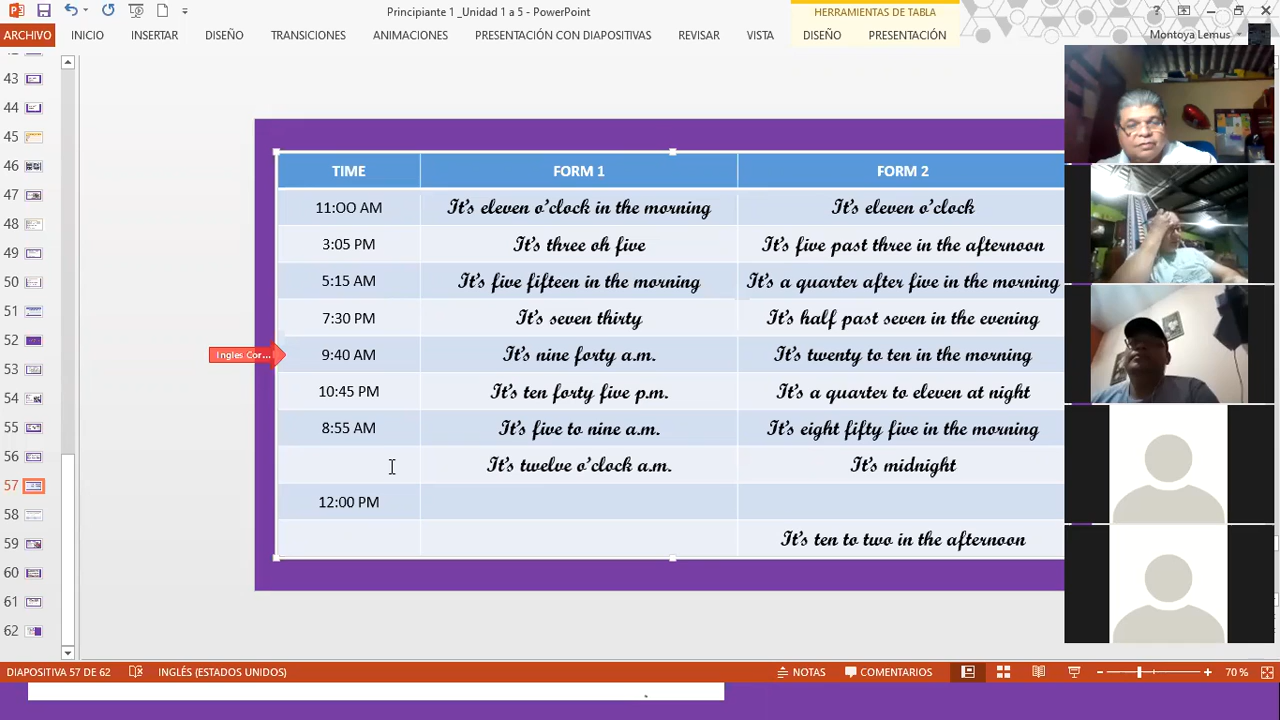 Principiante 1 _Unidad 1 a 5 - PowerPoint
HERRAMIENTAS DE TABLA
?
ARCHIVO INICIO INSERTAR DISEÑO TRANSICIONES ANIMACIONES PRESENTACIÓN CON DIAPOSITIVAS REVISAR VISTA DISEÑO PRESENTACIÓN Montoya Lemus
43
44
45
46
47
48
49
50
51
52
53
54
55
56
57
58
59
60
61
62
TIME FORM 1 FORM 2
11:OO AM It's eleven o'clock in the morning It's eleven o'clock
3:05 PM It's three oh five It's five past three in the afternoon
5:15 AM It's five fifteen in the morning It's a quarter after five in the morning
7:30 PM It's seven thirty It's half past seven in the evening
Ingles Cor...
9:40 AM It's nine forty a.m. It's twenty to ten in the morning
10:45 PM It's ten forty five p.m. It's a quarter to eleven at night
8:55 AM It's five to nine a.m. It's eight fifty five in the morning
It's twelve o'clock a.m. It's midnight
12:00 PM
It's ten to two in the afternoon
DIAPOSITIVA 57 DE 62 INGLÉS (ESTADOS UNIDOS) NOTAS COMENTARIOS 70 %